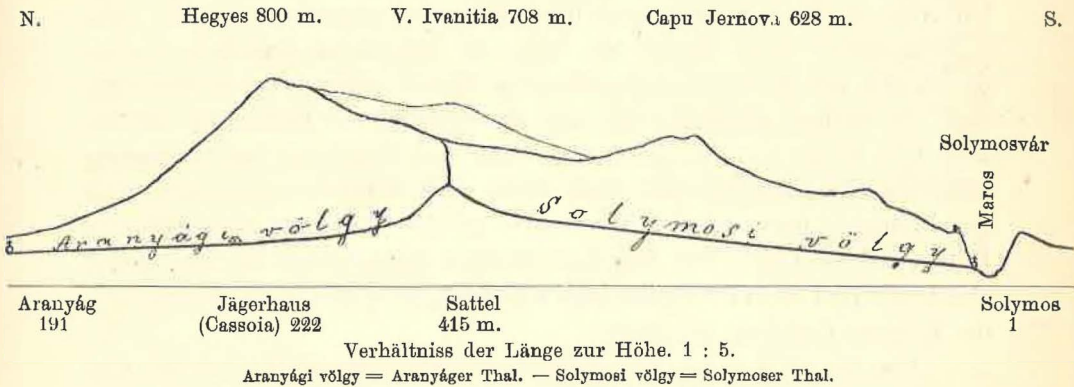 N. Hegyes 800 m. V. Ivanitia 708 m. Capu Jernova 628 m. S.
Solymosvár
Maros
Aranyági völgy Solymosi völgy
Aranyág Jägerhaus Sattel Solymos
191 (Cassoia) 222 415 m. 1
Verhältniss der Länge zur Höhe. 1 : 5.
Aranyági völgy = Aranyáger Thal. — Solymosi völgy = Solymoser Thal.